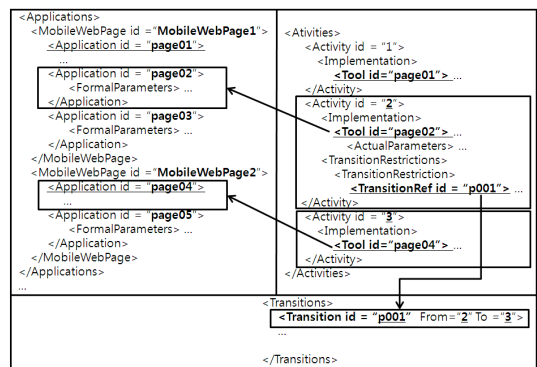 <Applications>
<MobileWebPage id ="MobileWebPage1">
<Application id = "page01">
...
<Application id = "page02">
<FormalParameters> ...
</Application>
<Application id = "page03">
<FormalParameters> ...
</Application>
</MobileWebPage>
<MobileWebPage id ="MobileWebPage2">
<Application id = "page04">
...
<Application id = "page05">
<FormalParameters> ...
</Application>
</MobileWebPage>
</Applications>
...
<Ativities>
<Activity id = "1">
<Implementation>
<Tool id="page01"> ...
</Activity>
<Activity id = "2">
<Implementation>
<Tool id="page02"> ...
<ActualParameters> ...
<TransitionRestrictions>
<TransitionRestriction>
<TransitionRef id = "p001"> ...
</Activity>
<Activity id = "3">
<Implementation>
<Tool id="page04"> ...
</Activity>
</Activities>
<Transitions>
<Transition id = "p001" From="2" To ="3">
...
</Transitions>